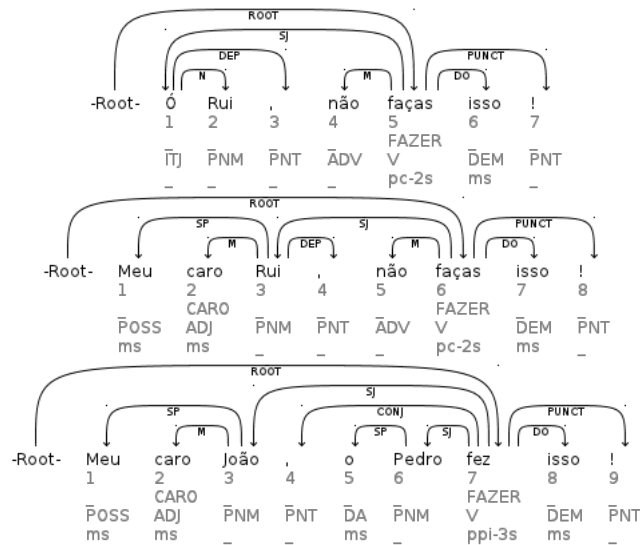 ROOT
SJ
DEP PUNCT
N M DO
-Root- Ó Rui , não faças isso !
1 2 3 4 5 6 7
FAZER
_ _ _ _ V _ _
ITJ PNM PNT ADV pc-2s DEM PNT
_ _ _ _ ms _
ROOT
SP SJ PUNCT
M DEP M DO
-Root- Meu caro Rui , não faças isso !
1 2 3 4 5 6 7 8
CARO FAZER
_ ADJ _ _ _ V _ _
POSS ms PNM PNT ADV pc-2s DEM PNT
ms _ _ _ ms _
ROOT
SJ
SP CONJ PUNCT
M SP SJ DO
-Root- Meu caro João , o Pedro fez isso !
1 2 3 4 5 6 7 8 9
CARO FAZER
_ ADJ _ _ _ _ V _ _
POSS ms PNM PNT DA PNM ppi-3s DEM PNT
ms _ _ ms _ ms _